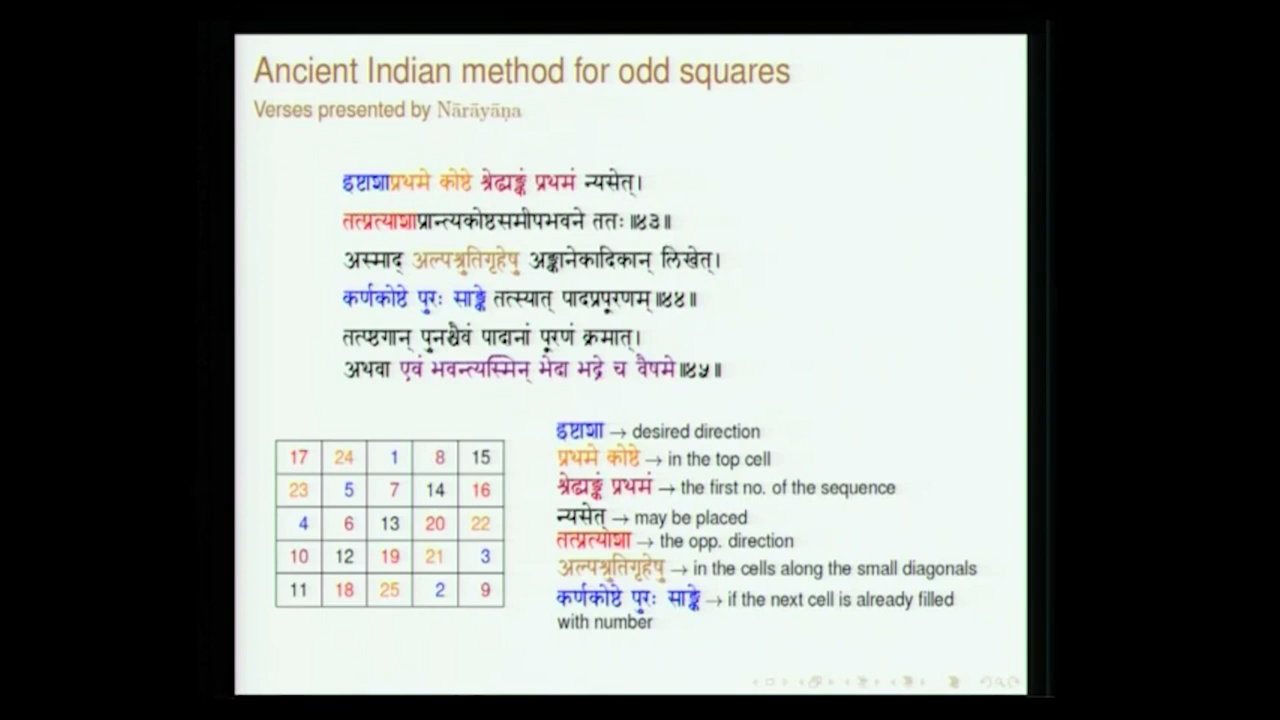 Ancient Indian method for odd squares
Verses presented by Nārāyāṇa
इष्टाशाप्रथमे कोष्ठे श्रेढ्यङ्कं प्रथमं न्यसेत्।
तत्प्रत्याशाप्रान्त्यकोष्ठसमीपभवने ततः॥४३॥
अस्माद् अल्पश्रुतिगृहेषु अङ्कानेकादिकान् लिखेत्।
कर्णकोष्ठे पुरः साङ्के तत्स्यात् पादप्रपूरणम्॥४४॥
तत्पृष्ठगान् पुनश्चैवं पादानां पूरणं क्रमात्।
अथवा एवं भवन्त्यस्मिन् भेदा भद्रे च वैषमे॥४५॥
17 24 1 8 15
23 5 7 14 16
4 6 13 20 22
10 12 19 21 3
11 18 25 2 9
इष्टाशा → desired direction
प्रथमे कोष्ठे → in the top cell
श्रेढ्यङ्कं प्रथमं → the first no. of the sequence
न्यसेत् → may be placed
तत्प्रत्याशा → the opp. direction
अल्पश्रुतिगृहेषु → in the cells along the small diagonals
कर्णकोष्ठे पुरः साङ्के → if the next cell is already filled
with number